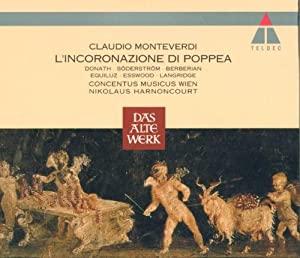 CLAUDIO MONTEVERDI
L'INCORONAZIONE DI POPPEA
DONATH · SÖDERSTRÖM · BERBERIAN
EQUILUZ · ESSWOOD · LANGRIDGE
CONCENTUS MUSICUS WIEN
NIKOLAUS HARNONCOURT
TELDEC
DAS
ALTE
WERK